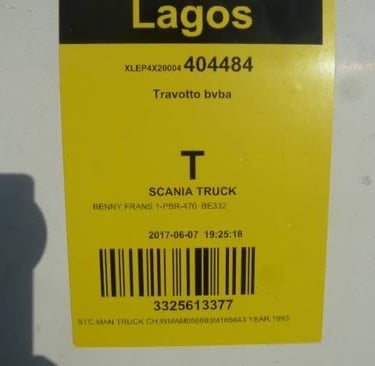 Lagos
XLEP4X20004 404484
Travotto bvba
T
SCANIA TRUCK
BENNY FRANS 1-PBR-470 BE332
2017-06-07 19:25:18
3325613377
STC:MAN TRUCK CH:WMAM050693M165643 YEAR:1993